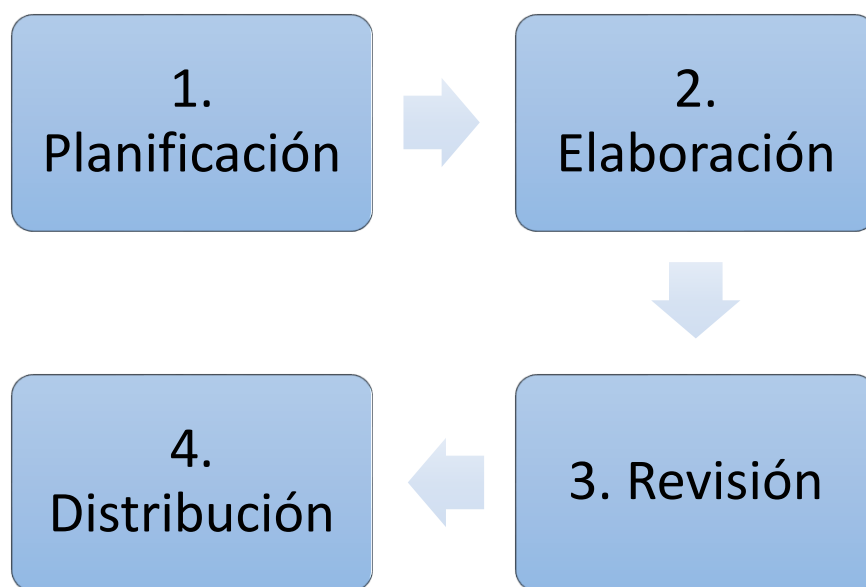 1.
Planificación
2.
Elaboración
3. Revisión
4.
Distribución